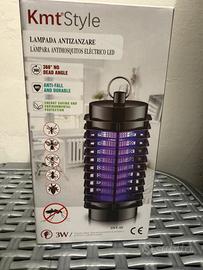 Kmt'Style
LAMPADA ANTIZANZARE
LÁMPARA ANTIMOSQUITOS ELÉCTRICO LED
360° NO
DEAD ANGLE
ANTI-FALL
AND DURABLE
ENERGY SAVING AND
ENVIRONMENTAL
PROTECTION
3W/
CE